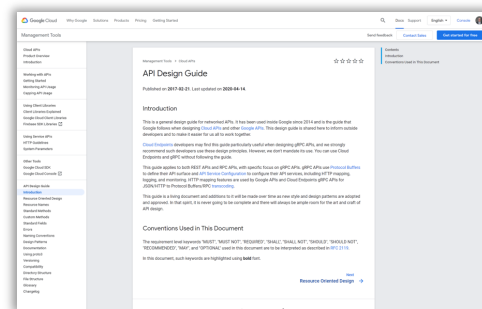 Google Cloud Why Google Solutions Products Pricing Getting Started Docs Support English Console
Management Tools Send feedback Contact Sales Get started for free
Cloud APIs
Overview
Introduction
Working with APIs
Getting Started
Monitoring API Usage
Capping API Usage
Using Client Libraries
Client Libraries Explained
Google Cloud Client Libraries
Firebase SDK Libraries
Using Service APIs
HTTP Guidelines
System Parameters
Other Tools
Google Cloud SDK
Google Cloud Console
API Design Guide
Introduction
Resource Oriented Design
Resource Names
Standard Methods
Custom Methods
Standard Fields
Errors
Naming Conventions
Design Patterns
Documentation
Using proto3
Versioning
Compatibility
Directory Structure
File Structure
Glossary
Changelog
Management Tools > Cloud APIs
API Design Guide
Published on 2017-02-21. Last updated on 2020-04-14.
Introduction
This is a general design guide for networked APIs. It has been used inside Google since 2014 and is the guide that
Google follows when designing Cloud APIs and other Google APIs. This design guide is shared here to inform outside
developers and to make it easier for us all to work together.
Cloud Endpoints developers may find this guide particularly useful when designing gRPC APIs, and we strongly
recommend such developers use these design principles. However, we don't mandate its use. You can use Cloud
Endpoints and gRPC without following the guide.
This guide applies to both REST APIs and RPC APIs, with specific focus on gRPC APIs. gRPC APIs use Protocol Buffers
to define their API surface and API Service Configuration to configure their API services, including HTTP mapping,
logging, and monitoring. HTTP mapping features are used by Google APIs and Cloud Endpoints gRPC APIs for
JSON/HTTP to Protocol Buffers/RPC transcoding.
This guide is a living document and additions to it will be made over time as new style and design patterns are adopted
and approved. In that spirit, it is never going to be complete and there will always be ample room for the art and craft of
API design.
Conventions Used in This Document
The requirement level keywords "MUST", "MUST NOT", "REQUIRED", "SHALL", "SHALL NOT", "SHOULD", "SHOULD NOT",
"RECOMMENDED", "MAY", and "OPTIONAL" used in this document are to be interpreted as described in RFC 2119.
In this document, such keywords are highlighted using bold font.
Next
Resource Oriented Design
Contents
Introduction
Conventions Used in This Document